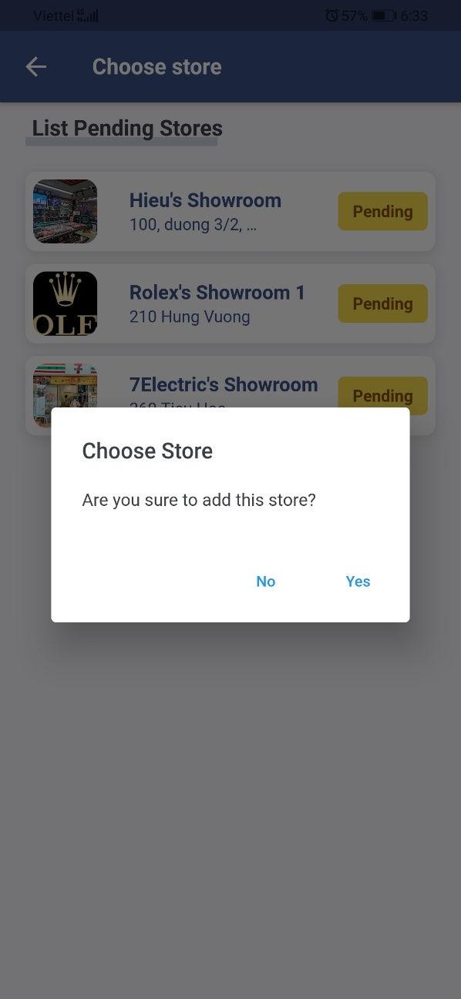 Viettel 4G 57% 6:33
Choose store
List Pending Stores
Hieu's Showroom
100, duong 3/2, ...
Pending
OLE
Rolex's Showroom 1
210 Hung Vuong
Pending
7
7Electric's Showroom
Pending
Choose Store
Are you sure to add this store?
No Yes